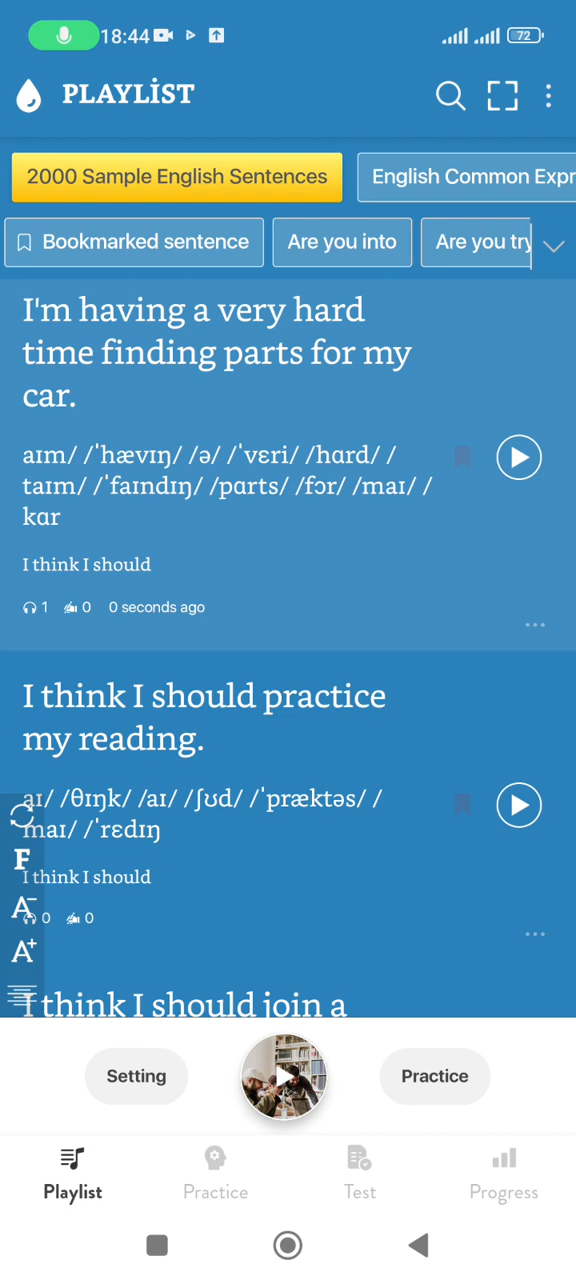 18:44
72
PLAYLİST
2000 Sample English Sentences
English Common Expr
Bookmarked sentence
Are you into
Are you try
I'm having a very hard
time finding parts for my
car.
aɪm/ /ˈhævɪŋ/ /ə/ /ˈvɛri/ /hɑrd/ /
taɪm/ /ˈfaɪndɪŋ/ /pɑrts/ /fɔr/ /maɪ/ /
kɑr
I think I should
1
0
0 seconds ago
I think I should practice
my reading.
aɪ/ /θɪŋk/ /aɪ/ /ʃʊd/ /ˈpræktəs/ /
maɪ/ /ˈrɛdɪŋ
F
I think I should
A-
0
0
A+
I think I should join a
Setting
Practice
Playlist
Practice
Test
Progress